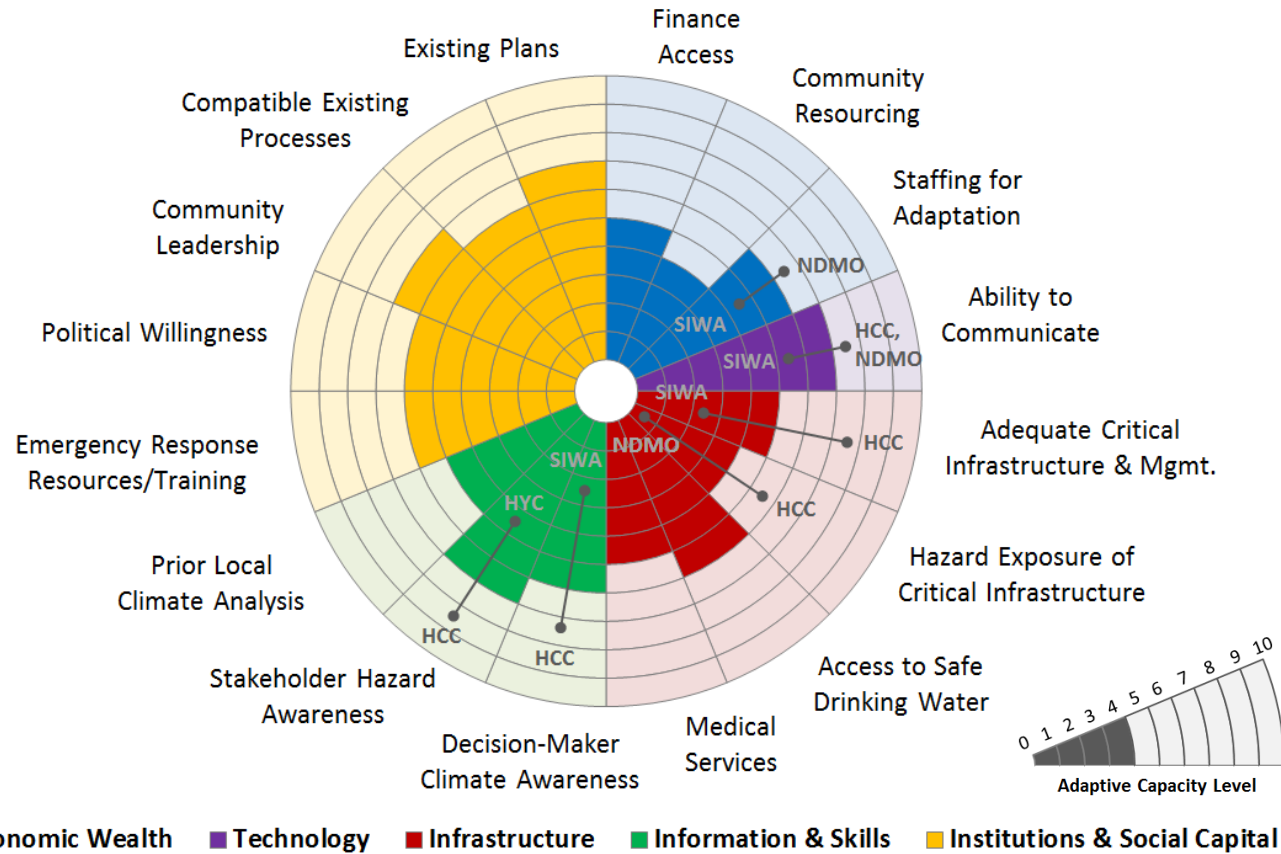 Finance
Access
Existing Plans
Community
Resourcing
Compatible Existing
Processes
Staffing for
Adaptation
Community
Leadership
NDMO
Ability to
Communicate
SIWA
HCC,
NDMO
Political Willingness
SIWA
SIWA
HCC
Adequate Critical
Infrastructure & Mgmt.
Emergency Response
Resources/Training
NDMO
SIWA
HYC
HCC
Hazard Exposure of
Critical Infrastructure
Prior Local
Climate Analysis
HCC
HCC
Stakeholder Hazard
Awareness
Access to Safe
Drinking Water
Medical
Services
Decision-Maker
Climate Awareness
0 1 2 3 4 5 6 7 8 9 10
Adaptive Capacity Level
onomic Wealth Technology Infrastructure Information & Skills Institutions & Social Capital